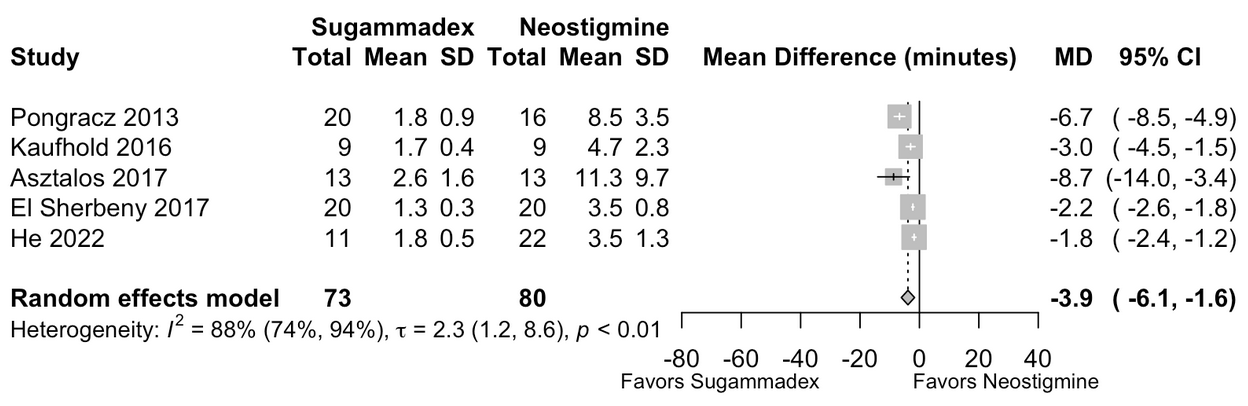 Sugammadex Neostigmine
Study Total Mean SD Total Mean SD Mean Difference (minutes) MD 95% CI
Pongracz 2013 20 1.8 0.9 16 8.5 3.5 -6.7 ( -8.5, -4.9)
Kaufhold 2016 9 1.7 0.4 9 4.7 2.3 -3.0 ( -4.5, -1.5)
Asztalos 2017 13 2.6 1.6 13 11.3 9.7 -8.7 (-14.0, -3.4)
El Sherbeny 2017 20 1.3 0.3 20 3.5 0.8 -2.2 ( -2.6, -1.8)
He 2022 11 1.8 0.5 22 3.5 1.3 -1.8 ( -2.4, -1.2)
Random effects model 73 80 -3.9 ( -6.1, -1.6)
Heterogeneity: I² = 88% (74%, 94%), τ = 2.3 (1.2, 8.6), p < 0.01
-80 -60 -40 -20 0 20 40
Favors Sugammadex Favors Neostigmine